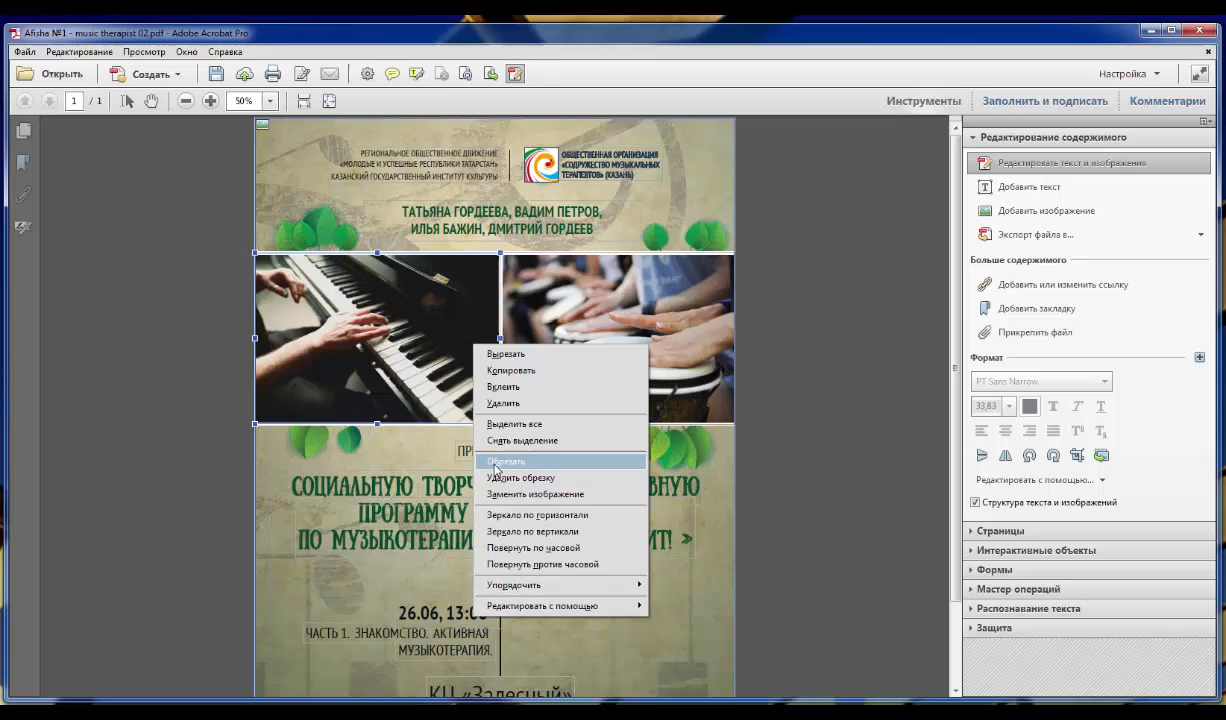 Afisha №1 - music therapist 02.pdf - Adobe Acrobat Pro
Файл Редактирование Просмотр Окно Справка
Открыть Создать Настройка
1 / 1 50% Инструменты Заполнить и подписать Комментарии
РЕГИОНАЛЬНОЕ ОБЩЕСТВЕННОЕ ДВИЖЕНИЕ
«МОЛОДЫЕ И УСПЕШНЫЕ РЕСПУБЛИКИ ТАТАРСТАН»
КАЗАНСКИЙ ГОСУДАРСТВЕННЫЙ ИНСТИТУТ КУЛЬТУРЫ
ОБЩЕСТВЕННАЯ ОРГАНИЗАЦИЯ
«СОДРУЖЕСТВО МУЗЫКАЛЬНЫХ
ТЕРАПЕВТОВ» (КАЗАНЬ)
ТАТЬЯНА ГОРДЕЕВА, ВАДИМ ПЕТРОВ,
ИЛЬЯ БАЖИН, ДМИТРИЙ ГОРДЕЕВ
Вырезать
Копировать
Вклеить
Удалить
Выделить все
Снять выделение
Обрезать
Удалить обрезку
Заменить изображение
Зеркало по горизонтали
Зеркало по вертикали
Повернуть по часовой
Повернуть против часовой
Упорядочить
Редактировать с помощью
ПР
СОЦИАЛЬНУЮ ТВОРЧ НУЮ
ПРОГРАММУ
ПО МУЗЫКОТЕРАПИ ИТ! »
26.06, 13:00
ЧАСТЬ 1. ЗНАКОМСТВО. АКТИВНАЯ
МУЗЫКОТЕРАПИЯ.
КЦ «Залесный»
Редактирование содержимого
Редактировать текст и изображения
Добавить текст
Добавить изображение
Экспорт файла в...
Больше содержимого
Добавить или изменить ссылку
Добавить закладку
Прикрепить файл
Формат
PT Sans Narrow
33,83
Редактировать с помощью...
Структура текста и изображений
Страницы
Интерактивные объекты
Формы
Мастер операций
Распознавание текста
Защита